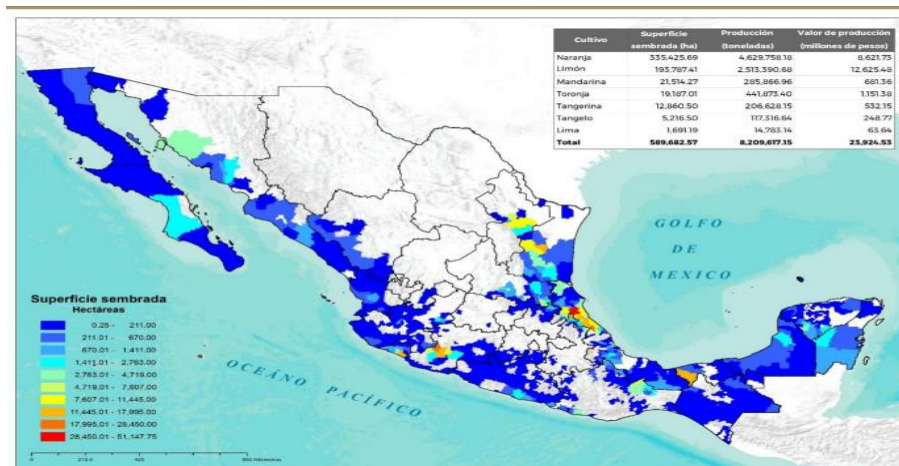 Cultivo Superficie sembrada (ha) Producción (toneladas) Valor de producción (millones de pesos)
Naranja 335,425.69 4,629,758.18 8,621.73
Limón 193,787.41 2,513,390.68 12,625.48
Mandarina 21,514.27 285,866.96 681.36
Toronja 19,187.01 441,873.40 1,151.38
Tangerina 12,860.50 206,628.15 532.15
Tangelo 5,216.50 117,316.64 248.77
Lima 1,691.19 14,783.14 63.64
Total 589,682.57 8,209,617.15 23,924.53
GOLFO
DE
MEXICO
Superficie sembrada
Hectáreas
0.25 - 211.00
211.01 - 670.00
670.01 - 1,411.00
1,411.01 - 2,763.00
2,763.01 - 4,719.00
4,719.01 - 7,607.00
7,607.01 - 11,445.00
11,445.01 - 17,995.00
17,995.01 - 28,450.00
28,450.01 - 51,147.75
OCEÁNO PACÍFICO
0 212.5 425